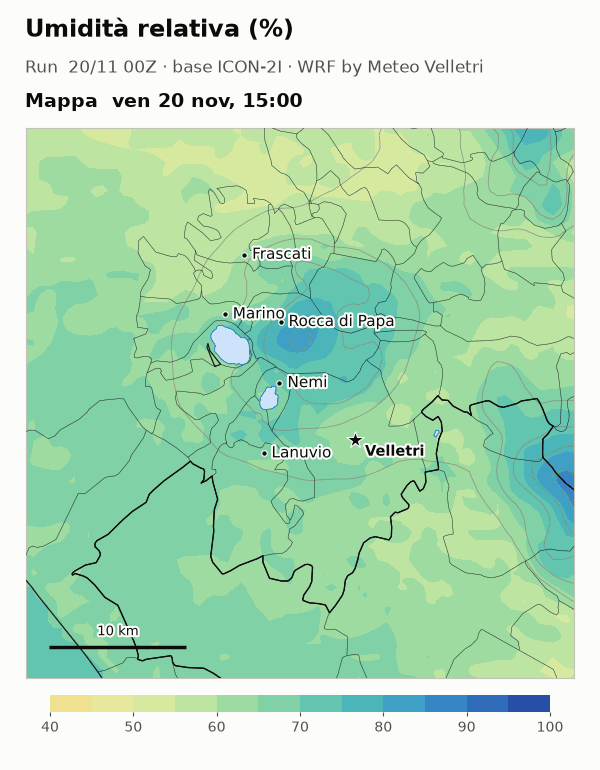 Umidità relativa (%)
Run  20/11 00Z · base ICON-2I · WRF by Meteo Velletri
Mappa  ven 20 nov, 15:00
Frascati
Marino
Rocca di Papa
Nemi
Velletri
Lanuvio
10 km
40 50 60 70 80 90 100